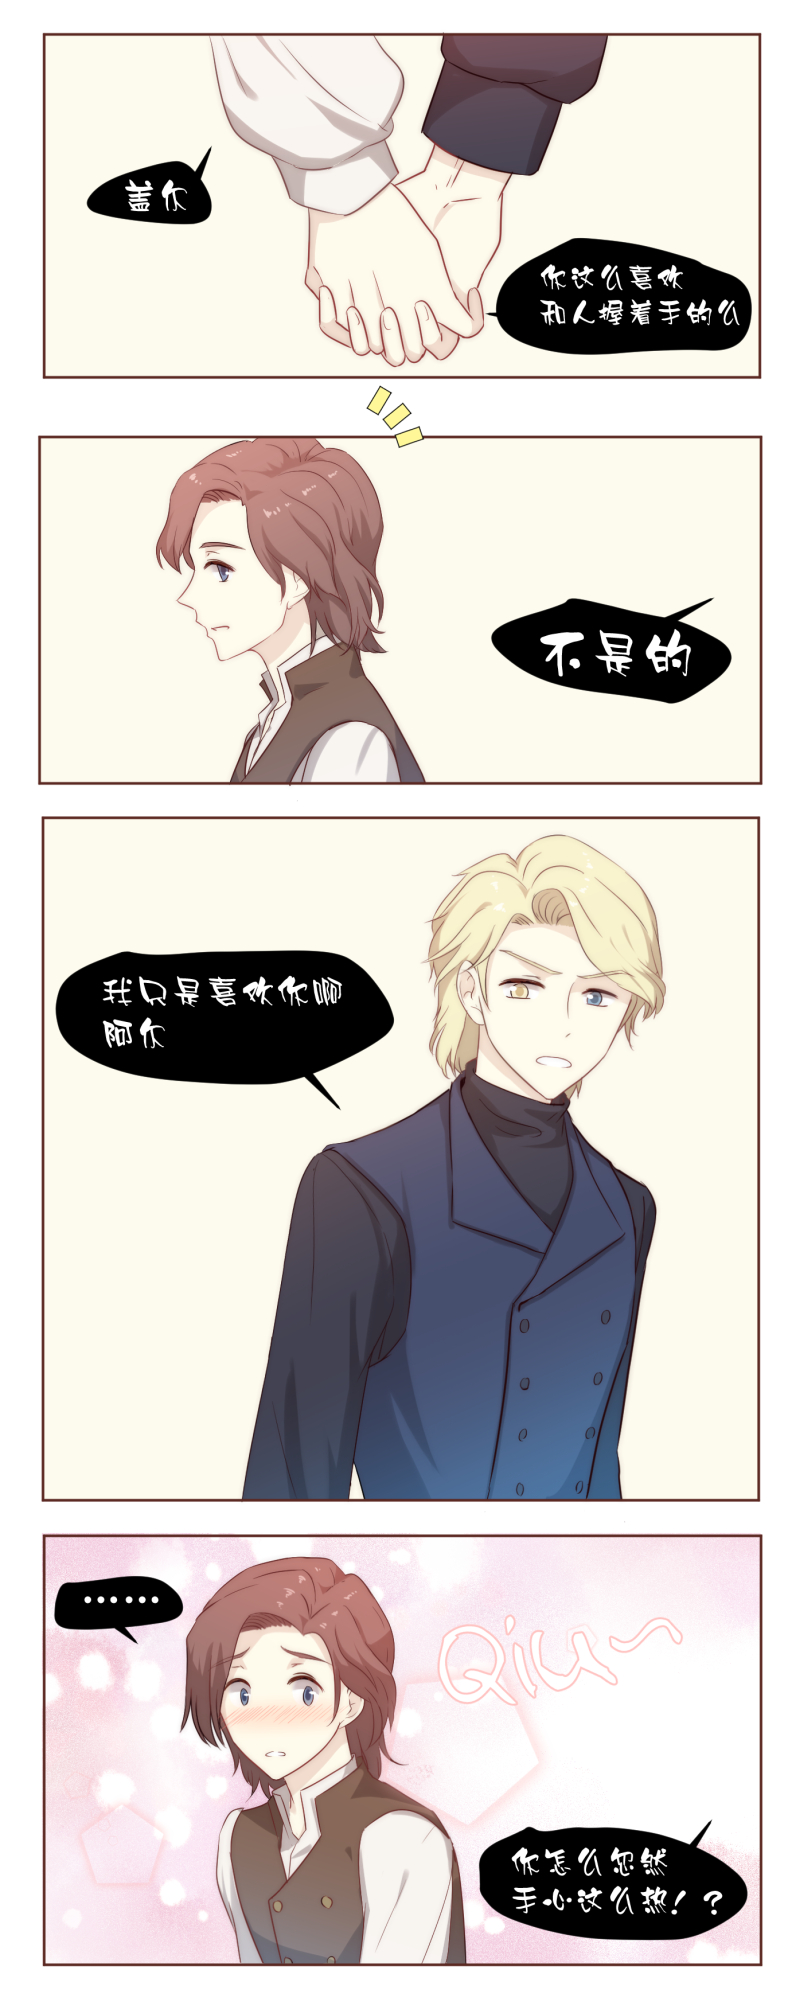 盖尔
你这么喜欢
和人握着手的么
不是的
我只是喜欢你啊
阿尔
……
Qiu～
你怎么忽然
手心这么热！？